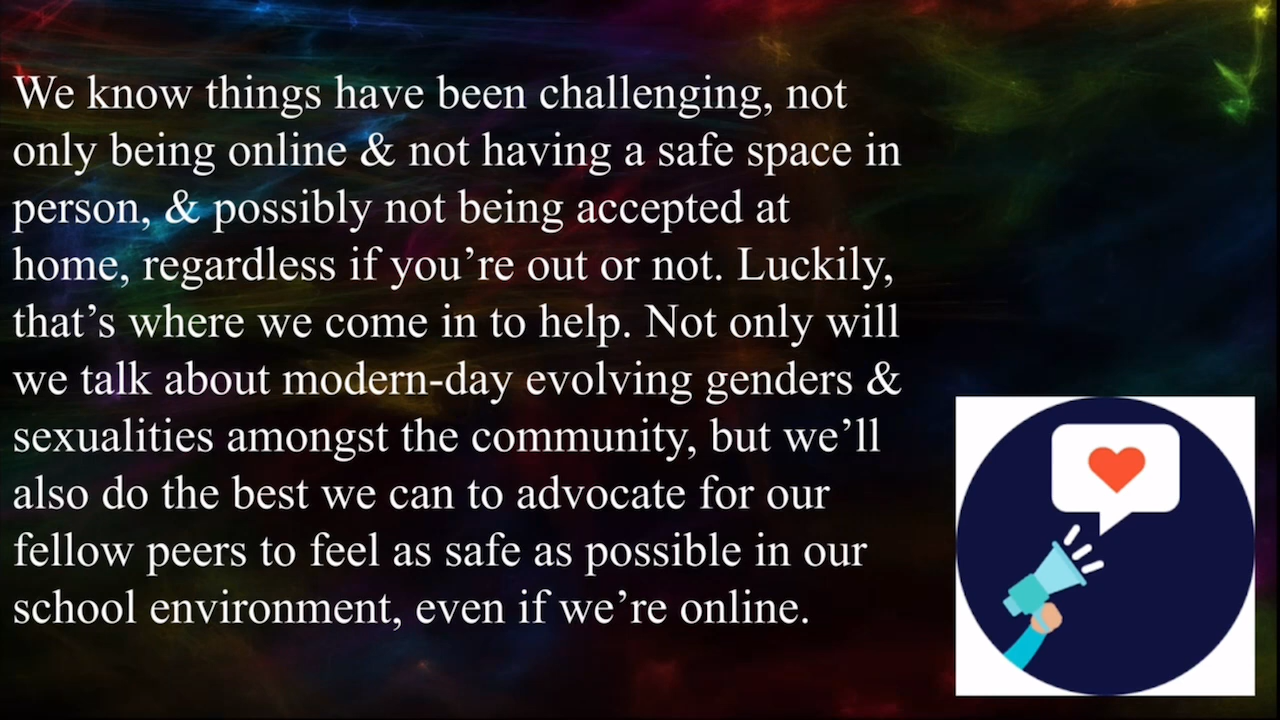 We know things have been challenging, not
only being online & not having a safe space in
person, & possibly not being accepted at
home, regardless if you’re out or not. Luckily,
that’s where we come in to help. Not only will
we talk about modern-day evolving genders &
sexualities amongst the community, but we’ll
also do the best we can to advocate for our
fellow peers to feel as safe as possible in our
school environment, even if we’re online.